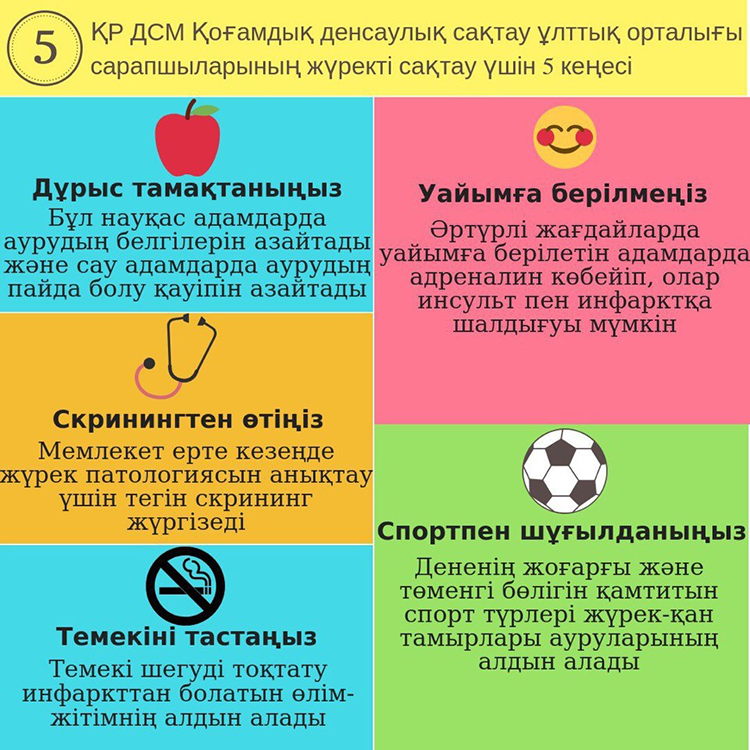 5
ҚР ДСМ Қоғамдық денсаулық сақтау ұлттық орталығы
сарапшыларының жүректі сақтау үшін 5 кеңесі
Дұрыс тамақтаныңыз
Бұл науқас адамдарда
аурудың белгілерін азайтады
және сау адамдарда аурудың
пайда болу қауіпін азайтады
Скринингтен өтіңіз
Мемлекет ерте кезеңде
жүрек патологиясын анықтау
үшін тегін скрининг
жүргізеді
Темекіні тастаңыз
Темекі шегуді тоқтату
инфаркттан болатын өлім-
жітімнің алдын алады
Уайымға берілмеңіз
Әртүрлі жағдайларда
уайымға берілетін адамдарда
адреналин көбейіп, олар
инсульт пен инфарктқа
шалдығуы мүмкін
Спортпен шұғылданыңыз
Дененің жоғарғы және
төменгі бөлігін қамтитын
спорт түрлері жүрек-қан
тамырлары ауруларының
алдын алады